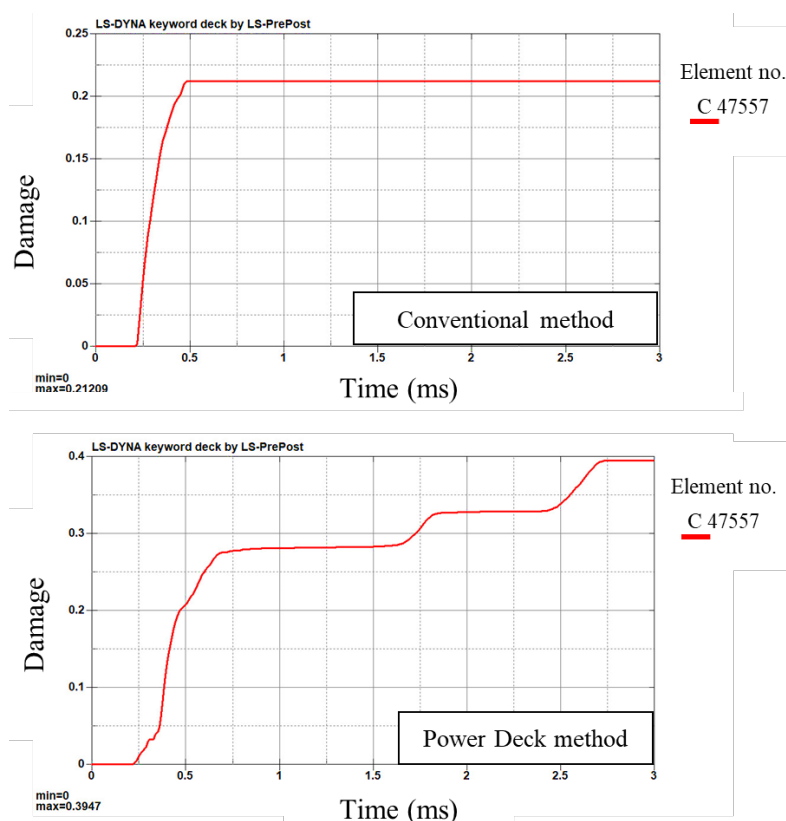 LS-DYNA keyword deck by LS-PrePost
0.25
0.2
0.15
0.1
0.05
0
Damage
0
0.5
1
1.5
2
2.5
3
Conventional method
min=0
max=0.21209
Time (ms)
Element no.
C 47557
LS-DYNA keyword deck by LS-PrePost
0.4
0.3
0.2
0.1
0
Damage
0
0.5
1
1.5
2
2.5
3
Power Deck method
min=0
max=0.3947
Time (ms)
Element no.
C 47557